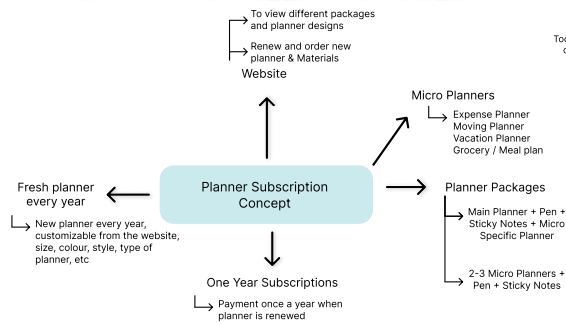 To view different packages
and planner designs
Renew and order new
planner & Materials
Website
Micro Planners
Expense Planner
Moving Planner
Vacation Planner
Grocery / Meal plan
Planner Subscription
Concept
Fresh planner
every year
New planner every year,
customizable from the website,
size, colour, style, type of
planner, etc
Planner Packages
Main Planner + Pen +
Sticky Notes + Micro
Specific Planner
2-3 Micro Planners +
Pen + Sticky Notes
One Year Subscriptions
Payment once a year when
planner is renewed